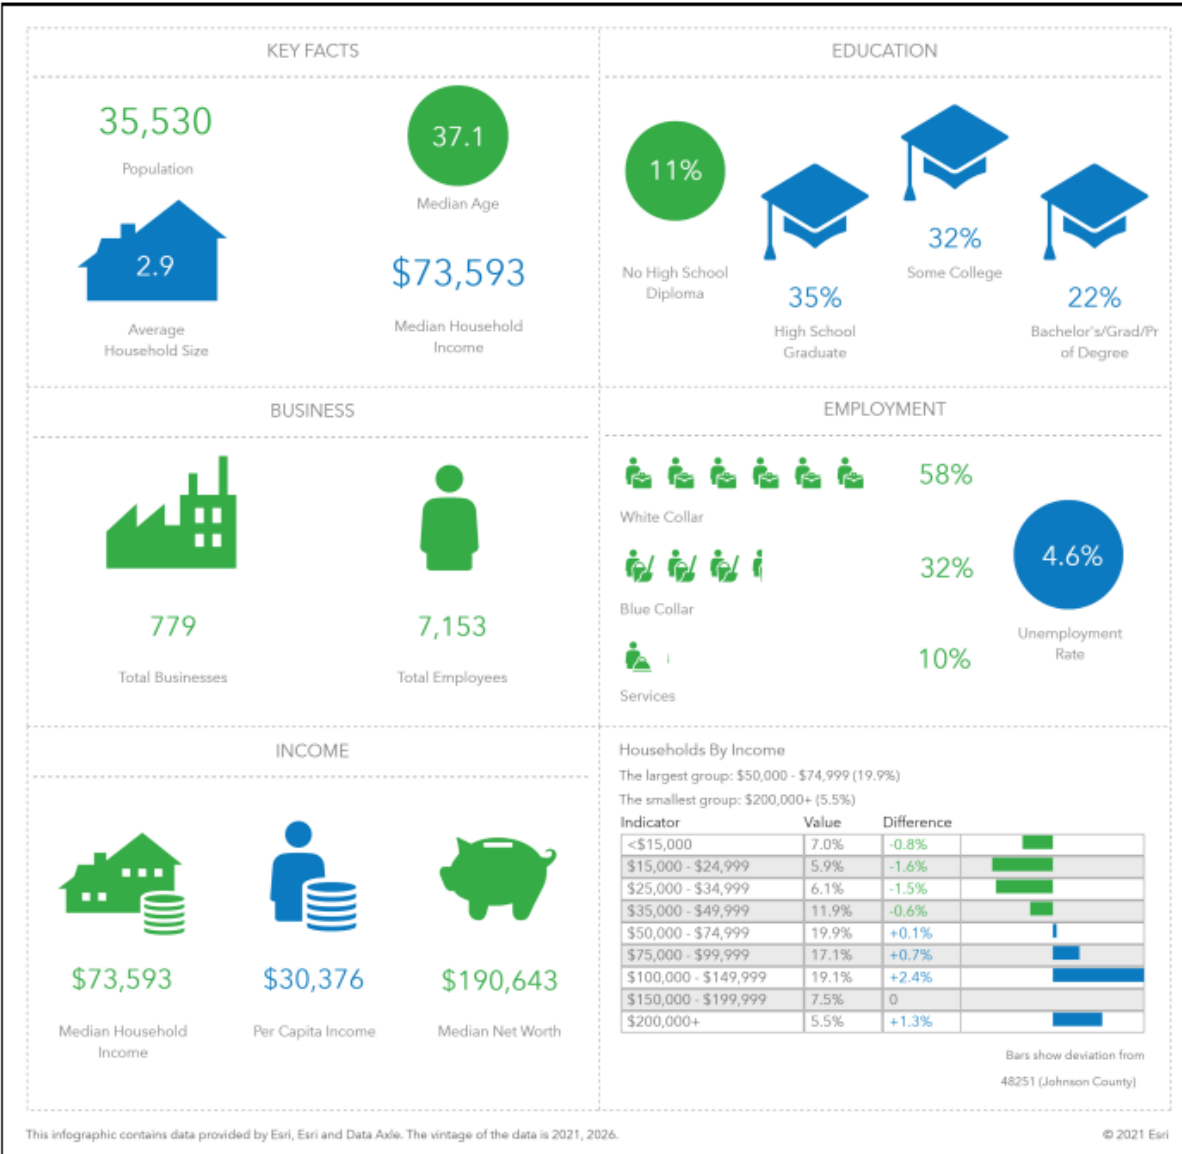 KEY FACTS
35,530
Population
37.1
Median Age
2.9
Average
Household Size
$73,593
Median Household
Income
EDUCATION
11%
No High School
Diploma
35%
High School
Graduate
32%
Some College
22%
Bachelor's/Grad/Pr
of Degree
BUSINESS
779
Total Businesses
7,153
Total Employees
EMPLOYMENT
58%
White Collar
32%
Blue Collar
10%
Services
4.6%
Unemployment
Rate
INCOME
$73,593
Median Household
Income
$30,376
Per Capita Income
$190,643
Median Net Worth
Households By Income
The largest group: $50,000 - $74,999 (19.9%)
The smallest group: $200,000+ (5.5%)
Indicator Value Difference
<$15,000 7.0% -0.8%
$15,000 - $24,999 5.9% -1.6%
$25,000 - $34,999 6.1% -1.5%
$35,000 - $49,999 11.9% -0.6%
$50,000 - $74,999 19.9% +0.1%
$75,000 - $99,999 17.1% +0.7%
$100,000 - $149,999 19.1% +2.4%
$150,000 - $199,999 7.5% 0
$200,000+ 5.5% +1.3%
Bars show deviation from
48251 (Johnson County)
This infographic contains data provided by Esri, Esri and Data Axle. The vintage of the data is 2021, 2026.
© 2021 Esri